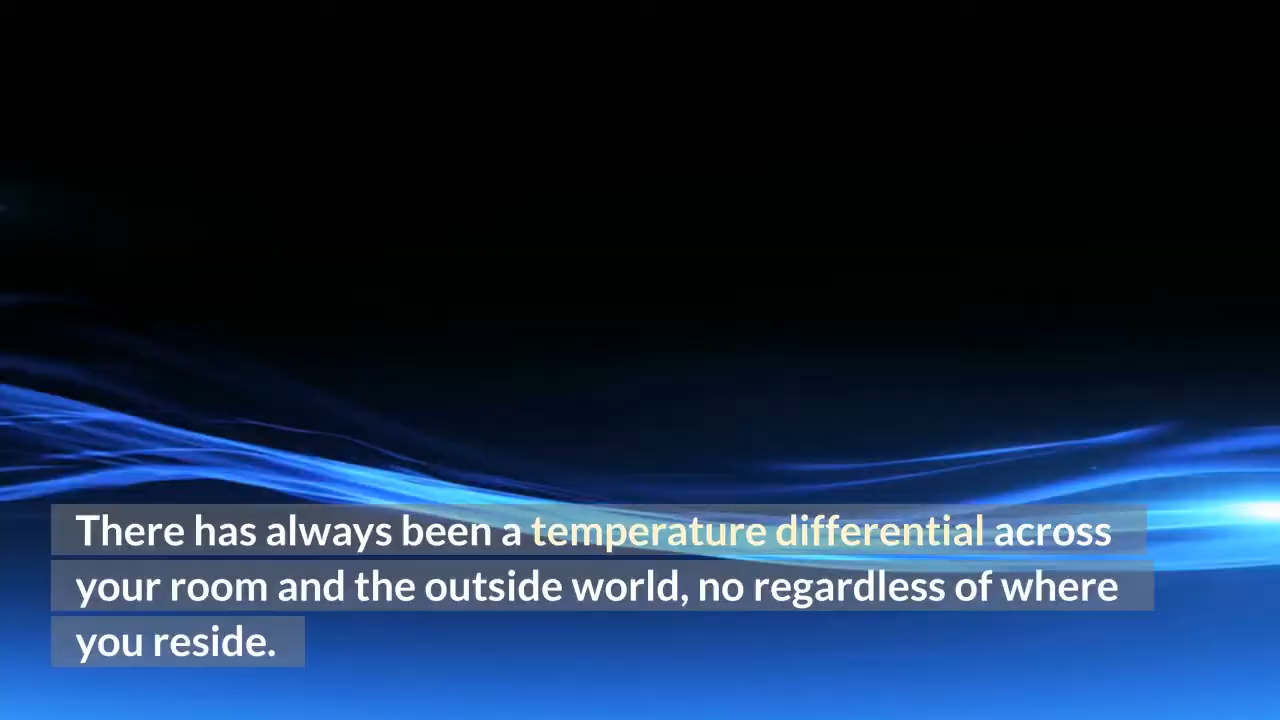 There has always been a temperature differential across
your room and the outside world, no regardless of where
you reside.